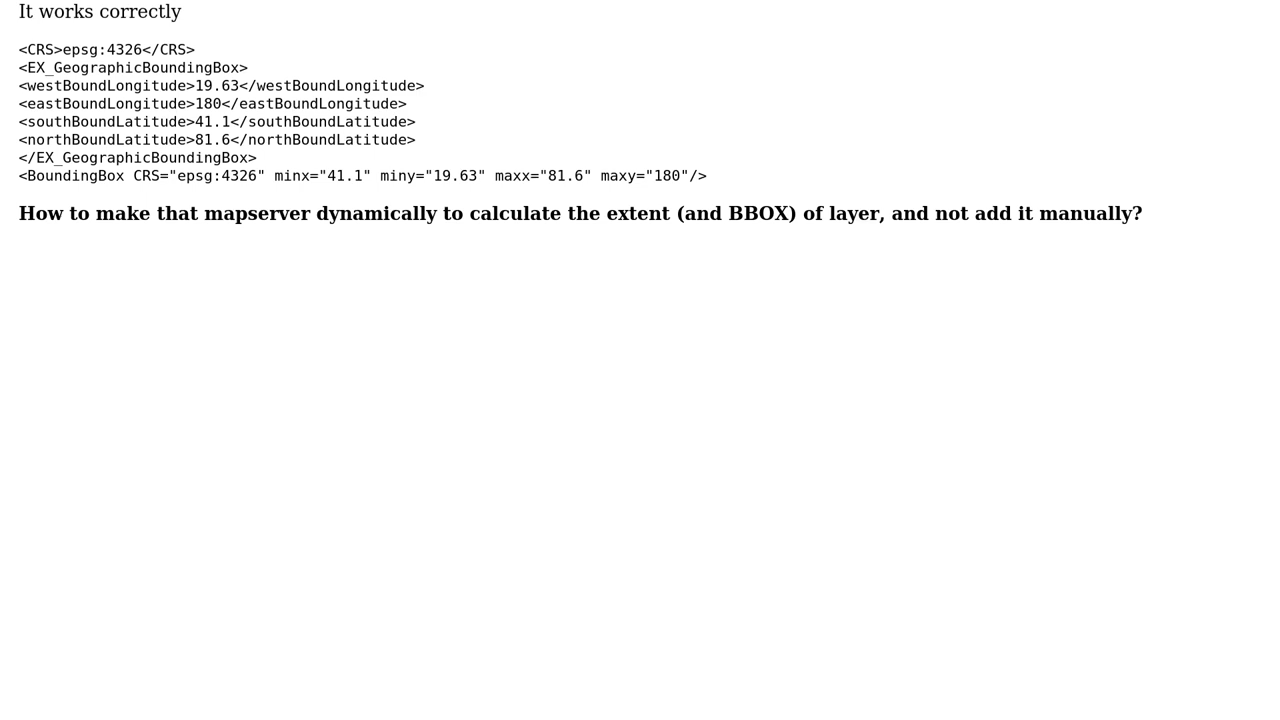 It works correctly
<CRS>epsg:4326</CRS>
<EX_GeographicBoundingBox>
<westBoundLongitude>19.63</westBoundLongitude>
<eastBoundLongitude>180</eastBoundLongitude>
<southBoundLatitude>41.1</southBoundLatitude>
<northBoundLatitude>81.6</northBoundLatitude>
</EX_GeographicBoundingBox>
<BoundingBox CRS="epsg:4326" minx="41.1" miny="19.63" maxx="81.6" maxy="180"/>
How to make that mapserver dynamically to calculate the extent (and BBOX) of layer, and not add it manually?